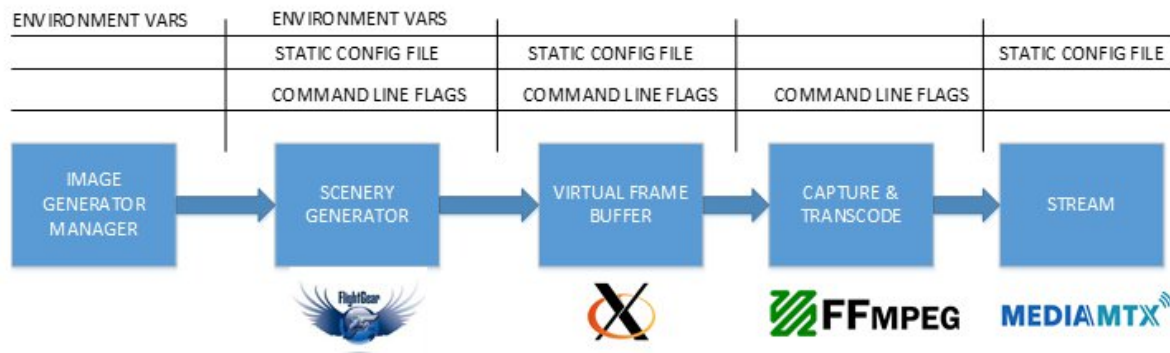 ENVIRONMENT VARS ENVIRONMENT VARS
STATIC CONFIG FILE STATIC CONFIG FILE STATIC CONFIG FILE
COMMAND LINE FLAGS COMMAND LINE FLAGS COMMAND LINE FLAGS
IMAGE
GENERATOR
MANAGER
SCENERY
GENERATOR
VIRTUAL FRAME
BUFFER
CAPTURE &
TRANSCODE
STREAM
FlightGear
X
FFMPEG
MEDIAMTX